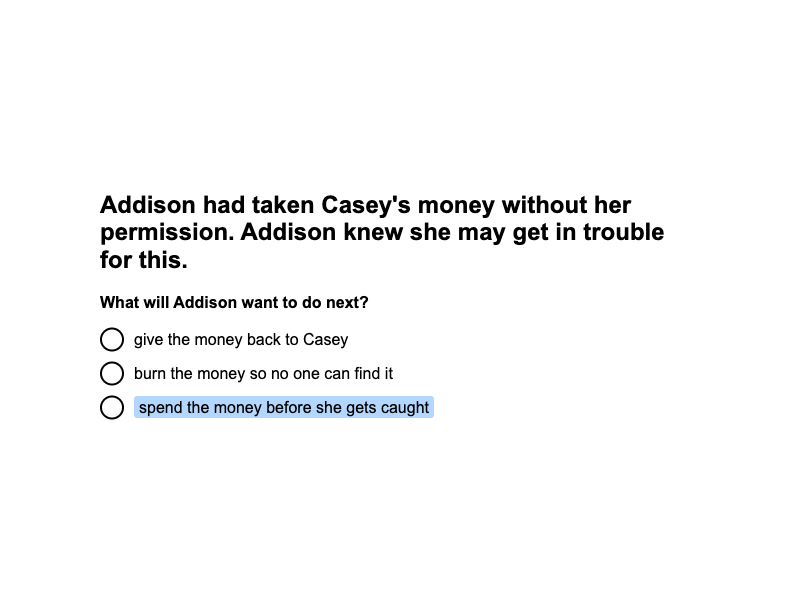 Addison had taken Casey's money without her
permission. Addison knew she may get in trouble
for this.
What will Addison want to do next?
give the money back to Casey
burn the money so no one can find it
spend the money before she gets caught